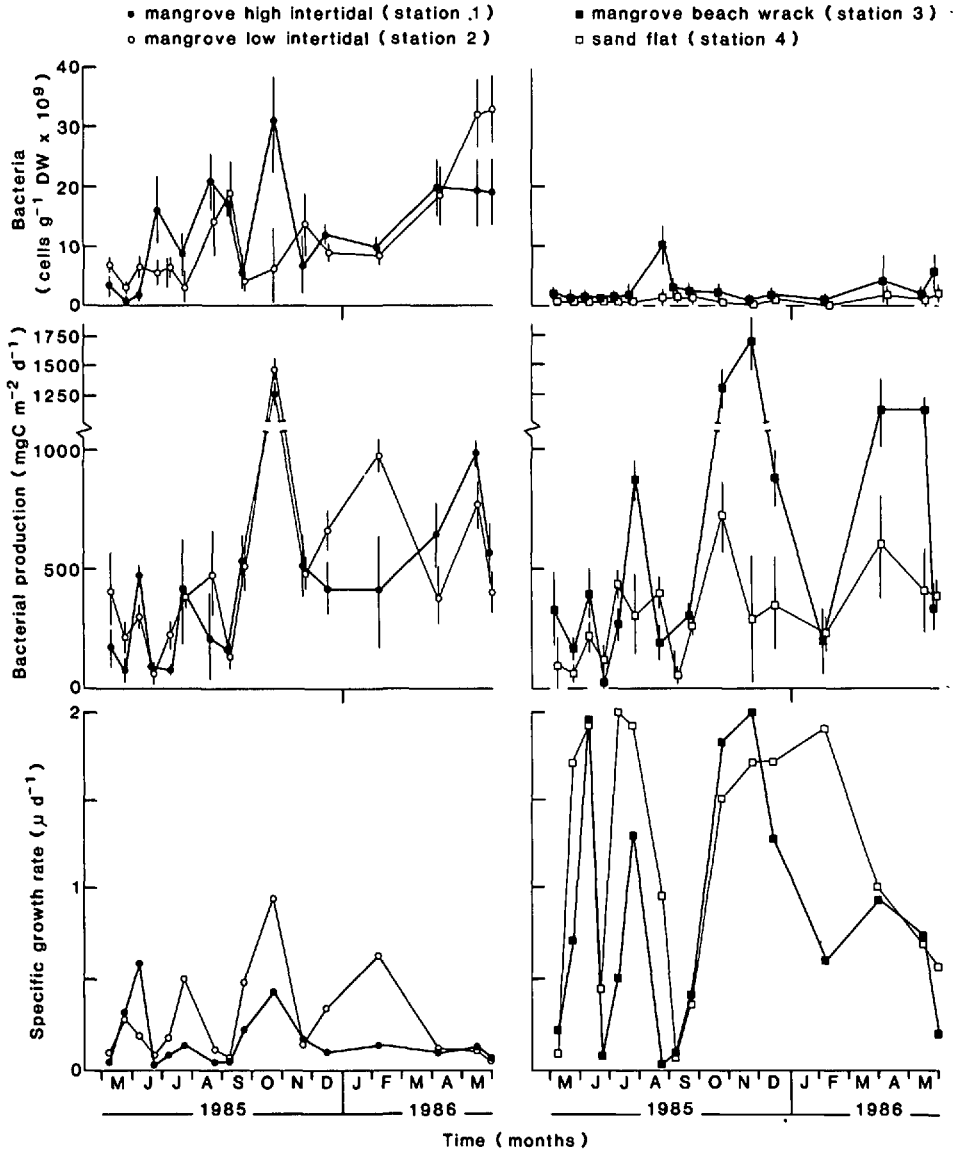 • mangrove high intertidal (station 1)
○ mangrove low intertidal (station 2)
■ mangrove beach wrack (station 3)
□ sand flat (station 4)
Bacteria
(cells g⁻¹ DW x 10⁹)
40
30
20
10
0
Bacterial production (mgC m⁻² d⁻¹)
1750
1500
1250
1000
500
0
Specific growth rate (μ d⁻¹)
2
1
0
M J J A S O N D F M A M
1985 1986
M J J A S O N D F M A M
1985 1986
Time (months)